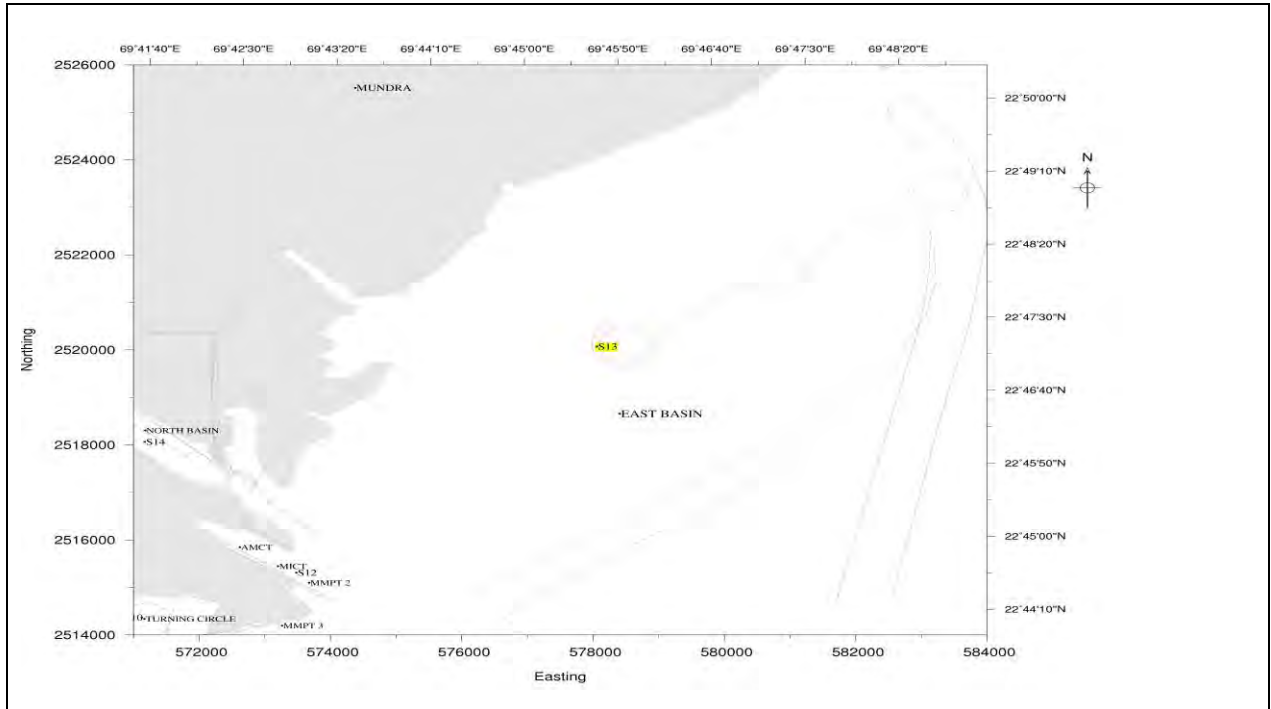 69°41'40"E 69°42'30"E 69°43'20"E 69°44'10"E 69°45'00"E 69°45'50"E 69°46'40"E 69°47'30"E 69°48'20"E
2526000
MUNDRA
22°50'00"N
2524000
N
22°49'10"N
2522000
22°48'20"N
22°47'30"N
Northing
2520000
S13
22°46'40"N
EAST BASIN
NORTH BASIN
2518000
S14
22°45'50"N
2516000
AMCT
22°45'00"N
MICT
S12
MMPT 2
22°44'10"N
10 TURNING CIRCLE
MMPT 3
2514000
572000 574000 576000 578000 580000 582000 584000
Easting